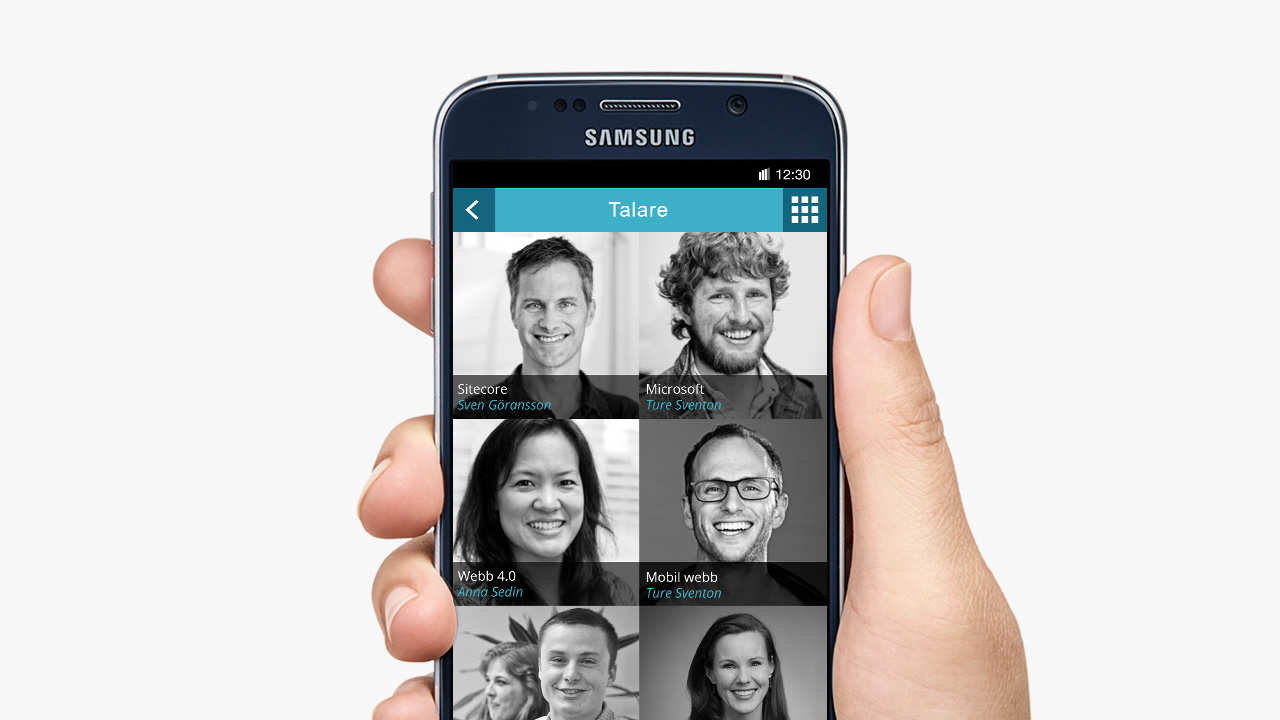 SAMSUNG
12:30
Talare
Sitecore
Sven Göransson
Microsoft
Ture Sventon
Webb 4.0
Anna Sedin
Mobil webb
Ture Sventon